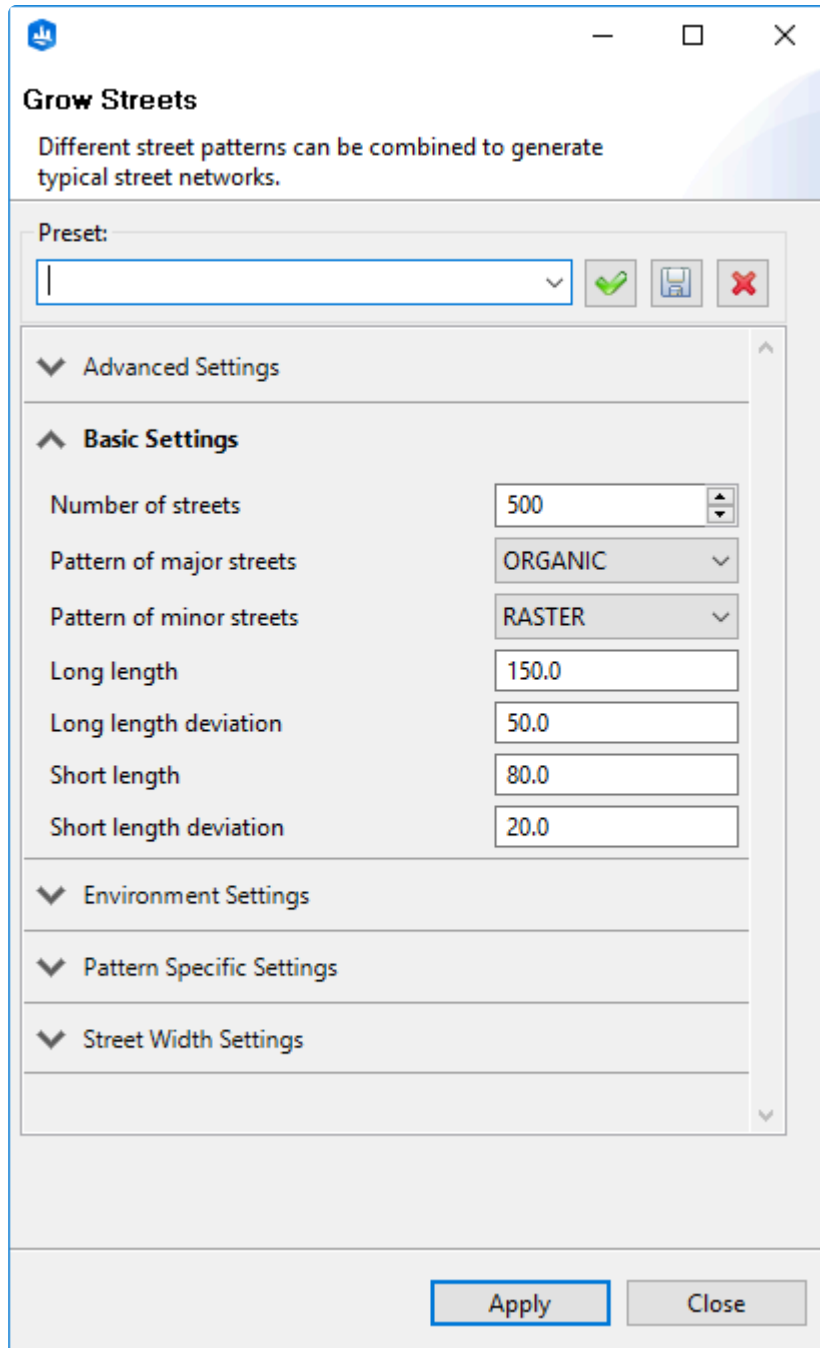 Grow Streets
Different street patterns can be combined to generate
typical street networks.
Preset:
Advanced Settings
Basic Settings
Number of streets 500
Pattern of major streets ORGANIC
Pattern of minor streets RASTER
Long length 150.0
Long length deviation 50.0
Short length 80.0
Short length deviation 20.0
Environment Settings
Pattern Specific Settings
Street Width Settings
Apply Close